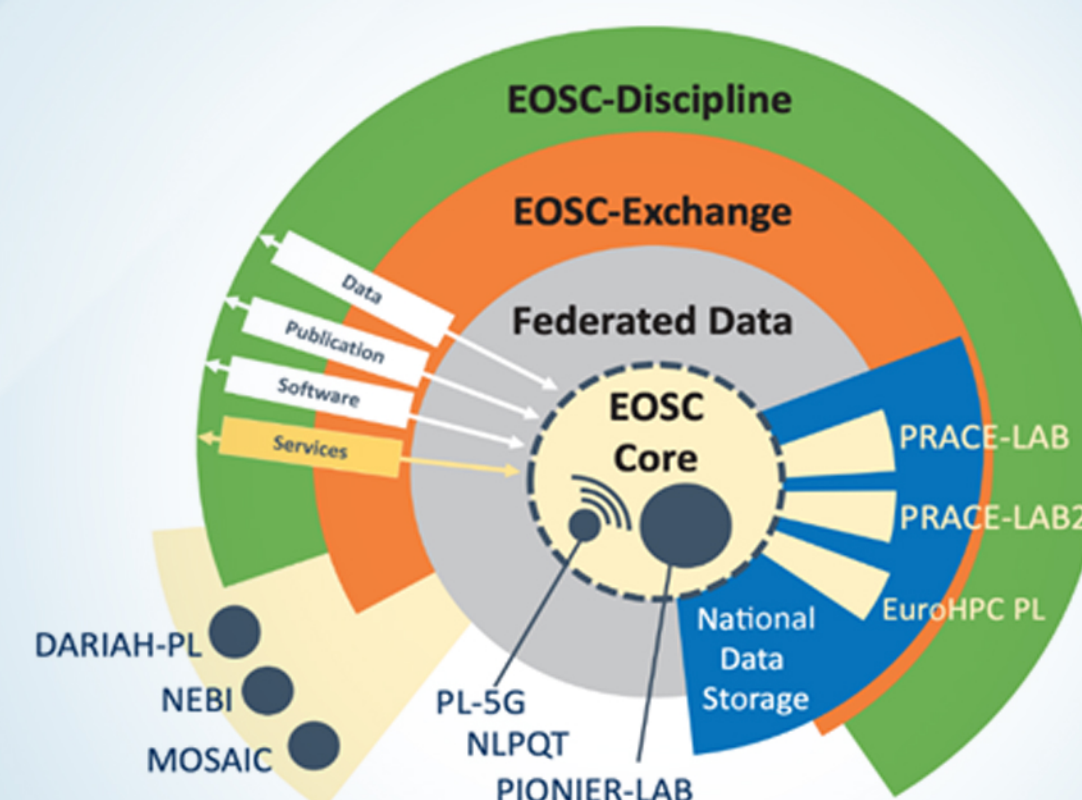 EOSC-Discipline
EOSC-Exchange
Federated Data
Data
Publication
Software
Services
EOSC
Core
PRACE-LAB
PRACE-LAB2
EuroHPC PL
National
Data
Storage
DARIAH-PL
NEBI
MOSAIC
PL-5G
NLPQT
PIONIER-LAB